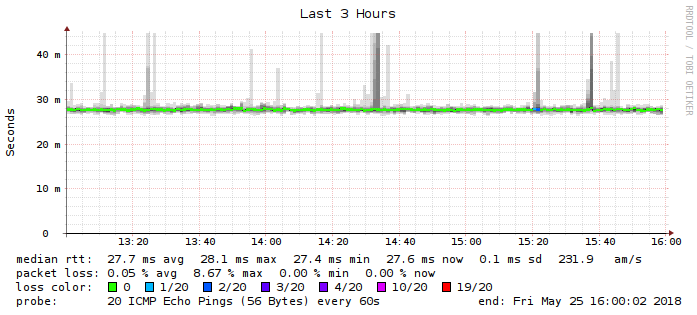 Last 3 Hours
RRDTOOL / TOBI OETIKER
Seconds
40 m
30 m
20 m
10 m
0
13:20 13:40 14:00 14:20 14:40 15:00 15:20 15:40 16:00
median rtt: 27.7 ms avg 28.1 ms max 27.4 ms min 27.6 ms now 0.1 ms sd 231.9 am/s
packet loss: 0.05 % avg 8.67 % max 0.00 % min 0.00 % now
loss color: 0 1/20 2/20 3/20 4/20 10/20 19/20
probe: 20 ICMP Echo Pings (56 Bytes) every 60s end: Fri May 25 16:00:02 2018